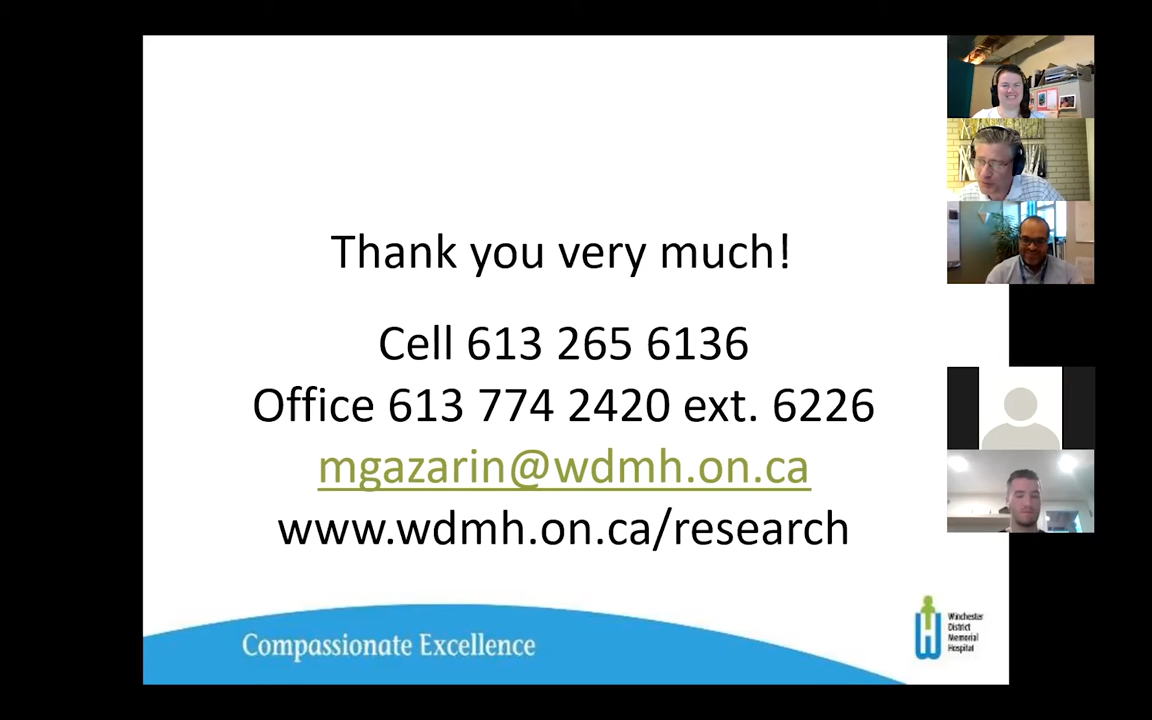 Thank you very much!
Cell 613 265 6136
Office 613 774 2420 ext. 6226
mgazarin@wdmh.on.ca
www.wdmh.on.ca/research
Compassionate Excellence
Winchester
District
Memorial
Hospital